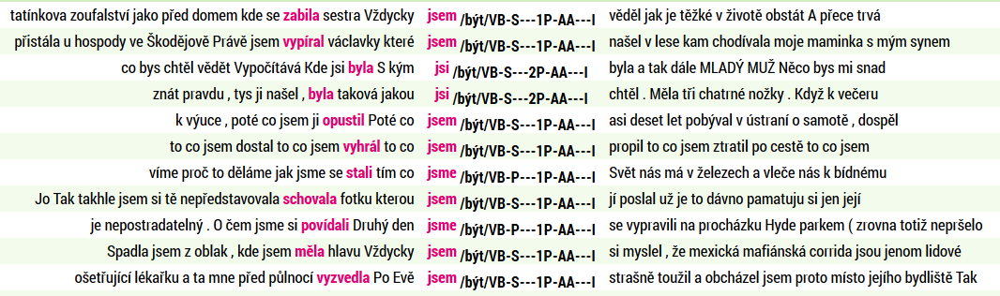 tatínkova zoufalství jako před domem kde se zabila sestra Vždycky jsem /být/VB-S---1P-AA---I věděl jak je těžké v životě obstát A přece trvá
přistála u hospody ve Škodějově Právě jsem vypíral václavky které jsem /být/VB-S---1P-AA---I našel v lese kam chodívala moje maminka s mým synem
co bys chtěl vědět Vypočítává Kde jsi byla S kým jsi /být/VB-S---2P-AA---I byla a tak dále MLADÝ MUŽ Něco bys mi snad
znát pravdu , tys ji našel , byla taková jakou jsi /být/VB-S---2P-AA---I chtěl . Měla tři chatrné nožky . Když k večeru
k výuce , poté co jsem ji opustil Poté co jsem /být/VB-S---1P-AA---I asi deset let pobýval v ústraní o samotě , dospěl
to co jsem dostal to co jsem vyhrál to co jsem /být/VB-S---1P-AA---I propil to co jsem ztratil po cestě to co jsem
víme proč to děláme jak jsme se stali tím co jsme /být/VB-P---1P-AA---I Svět nás má v železech a vleče nás k bídnému
Jo Tak takhle jsem si tě nepředstavovala schovala fotku kterou jsem /být/VB-S---1P-AA---I jí poslal už je to dávno pamatuju si jen její
je nepostradatelný . O čem jsme si povídali Druhý den jsme /být/VB-P---1P-AA---I se vypravili na procházku Hyde parkem ( zrovna totiž nepršelo
Spadla jsem z oblak , kde jsem měla hlavu Vždycky jsem /být/VB-S---1P-AA---I si myslel , že mexická mafiánská corrida jsou jenom lidové
ošetřující lékařku a ta mne před půlnocí vyzvedla Po Evě jsem /být/VB-S---1P-AA---I strašně toužil a obcházel jsem proto místo jejího bydliště Tak